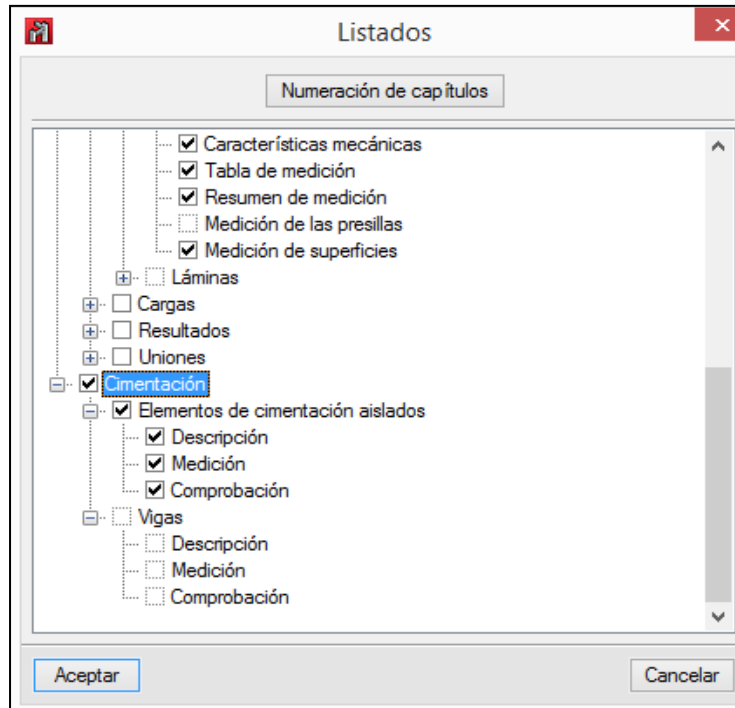 Listados
Numeración de capítulos
Características mecánicas
Tabla de medición
Resumen de medición
Medición de las presillas
Medición de superficies
Láminas
Cargas
Resultados
Uniones
Cimentación
Elementos de cimentación aislados
Descripción
Medición
Comprobación
Vigas
Descripción
Medición
Comprobación
Aceptar
Cancelar